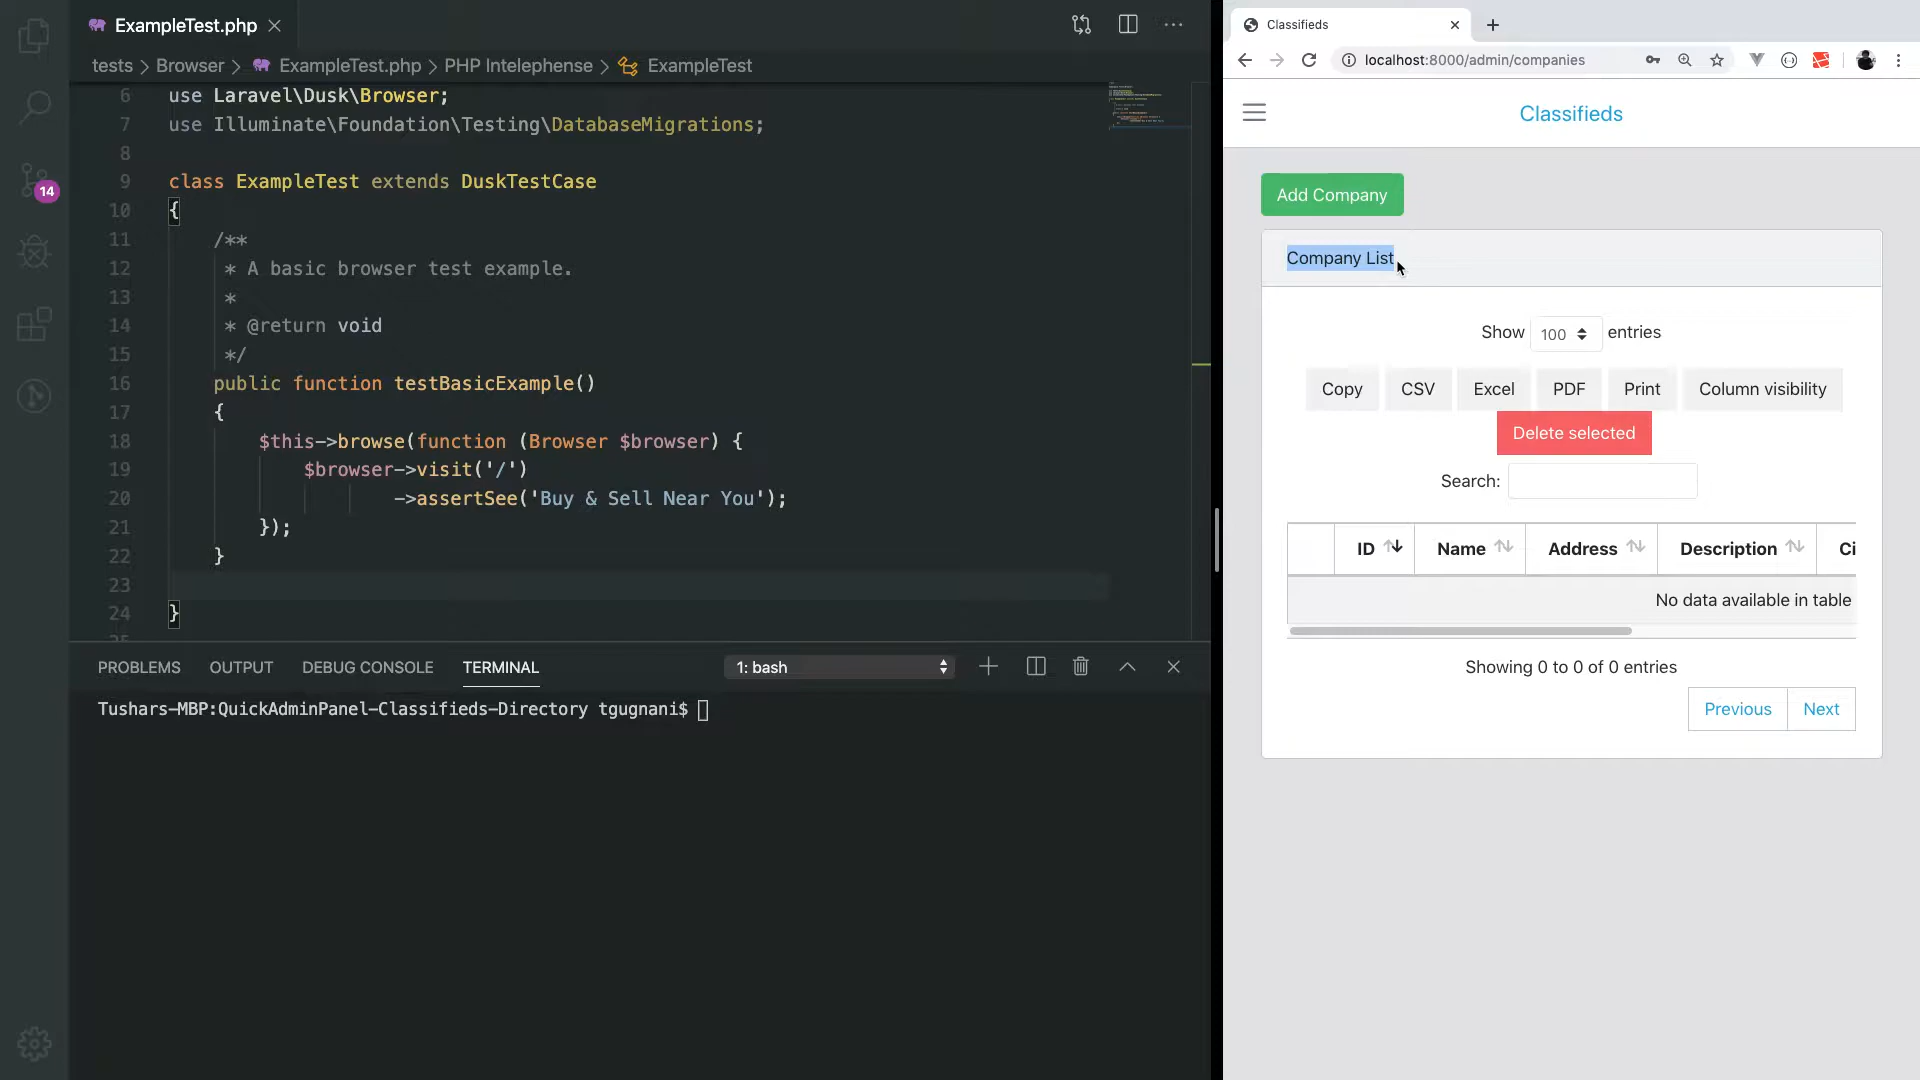 ExampleTest.php
tests > Browser > ExampleTest.php > PHP Intelephense > ExampleTest
6 use Laravel\Dusk\Browser;
7 use Illuminate\Foundation\Testing\DatabaseMigrations;
8
9 class ExampleTest extends DuskTestCase
10 {
11 /**
12 * A basic browser test example.
13 *
14 * @return void
15 */
16 public function testBasicExample()
17 {
18 $this->browse(function (Browser $browser) {
19 $browser->visit('/')
20 ->assertSee('Buy & Sell Near You');
21 });
22 }
23
24 }
14
PROBLEMS OUTPUT DEBUG CONSOLE TERMINAL 1: bash
Tushars-MBP:QuickAdminPanel-Classifieds-Directory tgugnani$
Classifieds
localhost:8000/admin/companies
Classifieds
Add Company
Company List
Show 100 entries
Copy CSV Excel PDF Print Column visibility
Delete selected
Search:
ID Name Address Description Ci
No data available in table
Showing 0 to 0 of 0 entries
Previous Next